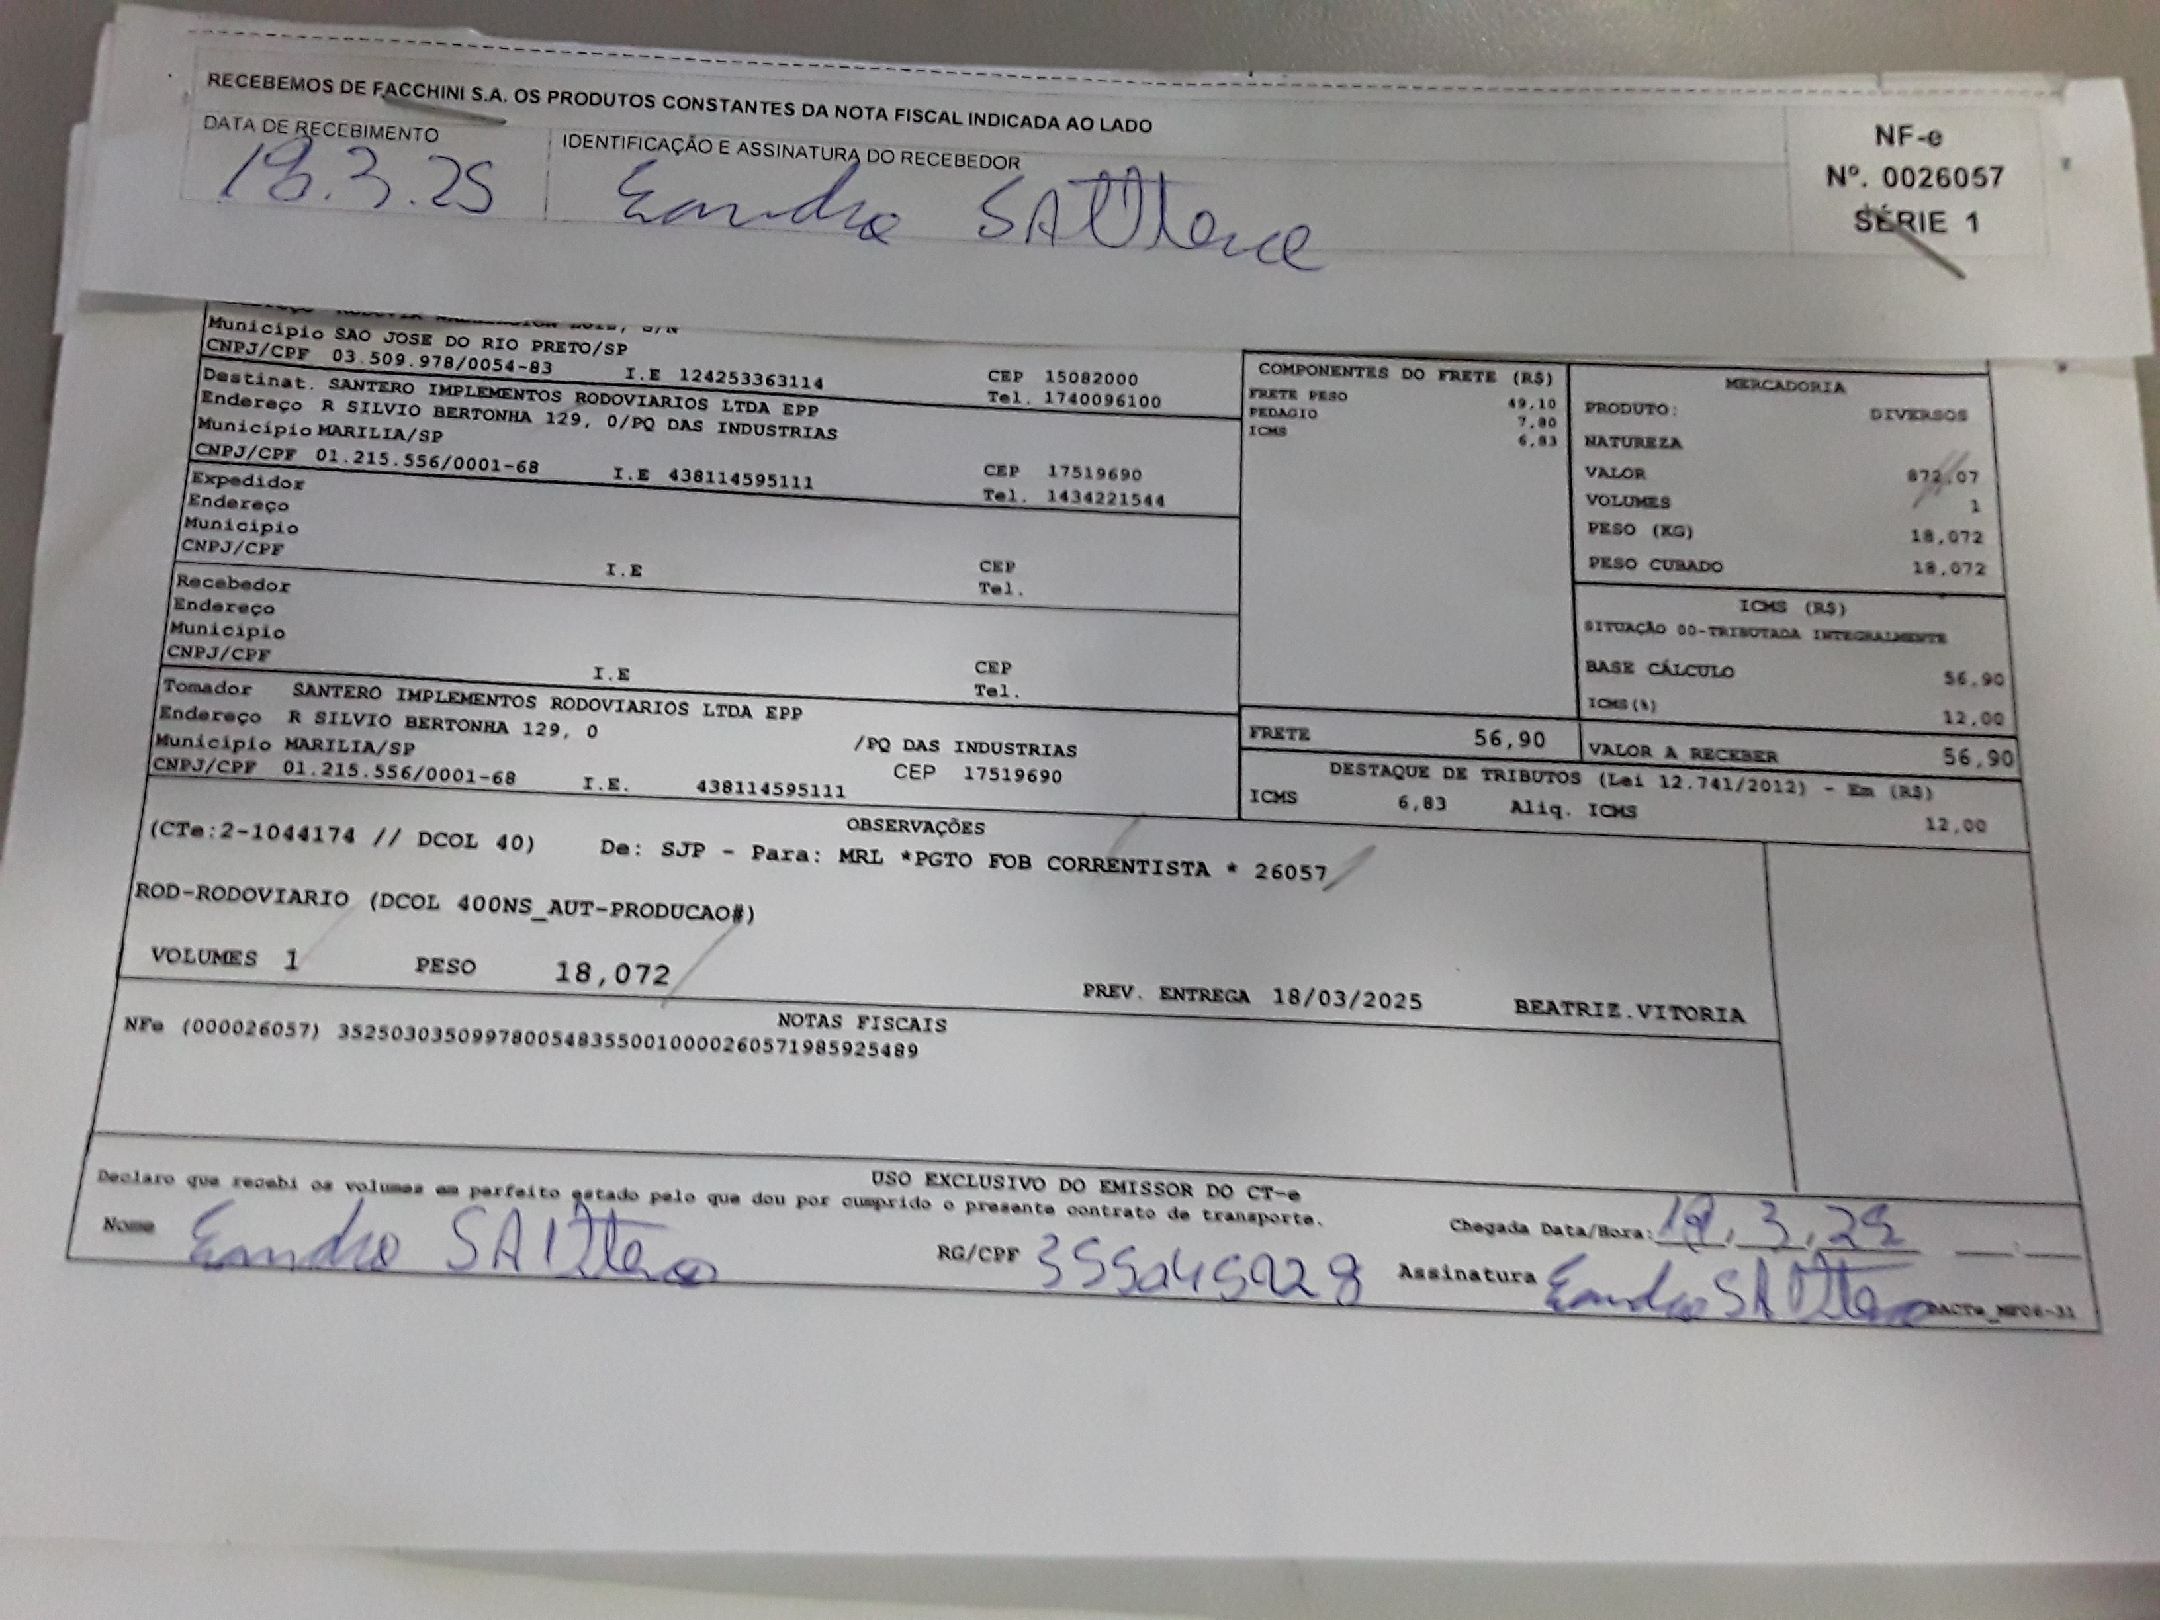 RECEBEMOS DE FACCHINI S.A. OS PRODUTOS CONSTANTES DA NOTA FISCAL INDICADA AO LADO
DATA DE RECEBIMENTO IDENTIFICAÇÃO E ASSINATURA DO RECEBEDOR
18.3.25
NF-e
Nº. 0026057
SÉRIE 1
Município SAO JOSE DO RIO PRETO/SP CEP 15082000
CNPJ/CPF 03.509.978/0054-83 I.E 124253363114 Tel. 1740096100
Destinat. SANTERO IMPLEMENTOS RODOVIARIOS LTDA EPP
Endereço R SILVIO BERTONHA 129, 0/PQ DAS INDUSTRIAS
Município MARILIA/SP CEP 17519690
CNPJ/CPF 01.215.556/0001-68 I.E 438114595111 Tel. 1434221544
Expedidor
Endereço
Município CEP
CNPJ/CPF I.E Tel.
Recebedor
Endereço
Município CEP
CNPJ/CPF I.E Tel.
Tomador SANTERO IMPLEMENTOS RODOVIARIOS LTDA EPP
Endereço R SILVIO BERTONHA 129, 0 /PQ DAS INDUSTRIAS
Município MARILIA/SP CEP 17519690
CNPJ/CPF 01.215.556/0001-68 I.E. 438114595111
COMPONENTES DO FRETE (R$)
FRETE PESO 49,10
PEDAGIO 7,80
ICMS 6,83
FRETE 56,90
MERCADORIA
PRODUTO: DIVERSOS
NATUREZA
VALOR 872,07
VOLUMES 1
PESO (KG) 18,072
PESO CUBADO 18,072
ICMS (R$)
SITUAÇÃO 00-TRIBUTADA INTEGRALMENTE
BASE CÁLCULO 56,90
ICMS(%) 12,00
VALOR A RECEBER 56,90
DESTAQUE DE TRIBUTOS (Lei 12.741/2012) - Em (R$)
ICMS 6,83 Aliq. ICMS 12,00
OBSERVAÇÕES
(CTe:2-1044174 // DCOL 40) De: SJP - Para: MRL *PGTO FOB CORRENTISTA * 26057
ROD-RODOVIARIO (DCOL 400NS_AUT-PRODUCAO#)
VOLUMES 1 PESO 18,072
PREV. ENTREGA 18/03/2025 BEATRIZ.VITORIA
NOTAS FISCAIS
NFe (000026057) 35250303509978005483550010000260571985925489
USO EXCLUSIVO DO EMISSOR DO CT-e
Declaro que recebi os volumes em perfeito estado pelo que dou por cumprido o presente contrato de transporte.
Nome RG/CPF Chegada Data/Hora:
Assinatura